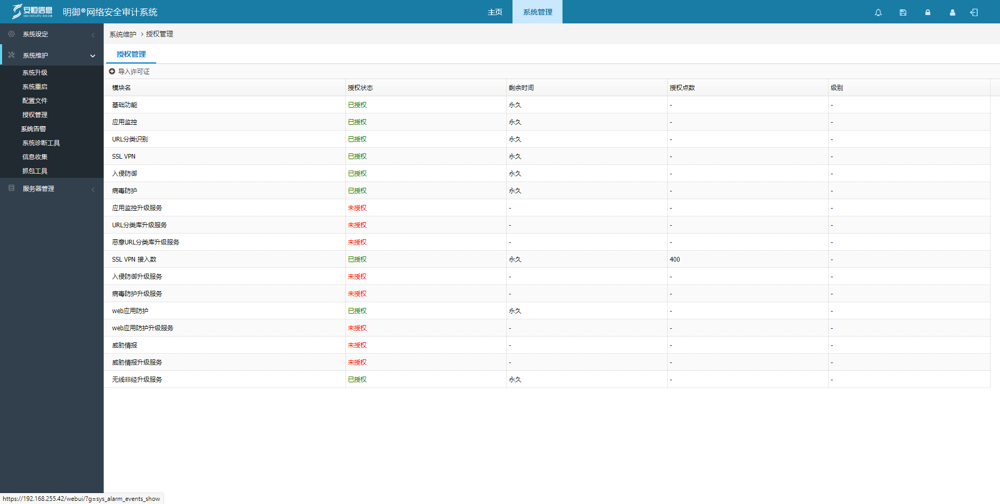 安恒信息
DAS-Security 安全中国
明御®网络安全审计系统
主页
系统管理
系统设定
系统维护
系统升级
系统重启
配置文件
授权管理
系统告警
系统诊断工具
信息收集
抓包工具
服务器管理
系统维护 > 授权管理
授权管理
导入许可证
模块名 授权状态 剩余时间 授权点数 级别
基础功能 已授权 永久 - -
应用监控 已授权 永久 - -
URL分类识别 已授权 永久 - -
SSL VPN 已授权 永久 - -
入侵防御 已授权 永久 - -
病毒防护 已授权 永久 - -
应用监控升级服务 未授权 - - -
URL分类库升级服务 未授权 - - -
恶意URL分类库升级服务 未授权 - - -
SSL VPN 接入数 已授权 永久 400 -
入侵防御升级服务 未授权 - - -
病毒防护升级服务 未授权 - - -
web应用防护 已授权 永久 - -
web应用防护升级服务 未授权 - - -
威胁情报 未授权 - - -
威胁情报升级服务 未授权 - - -
无线非经升级服务 已授权 永久 - -
https://192.168.255.42/webui/?g=sys_alarm_events_show